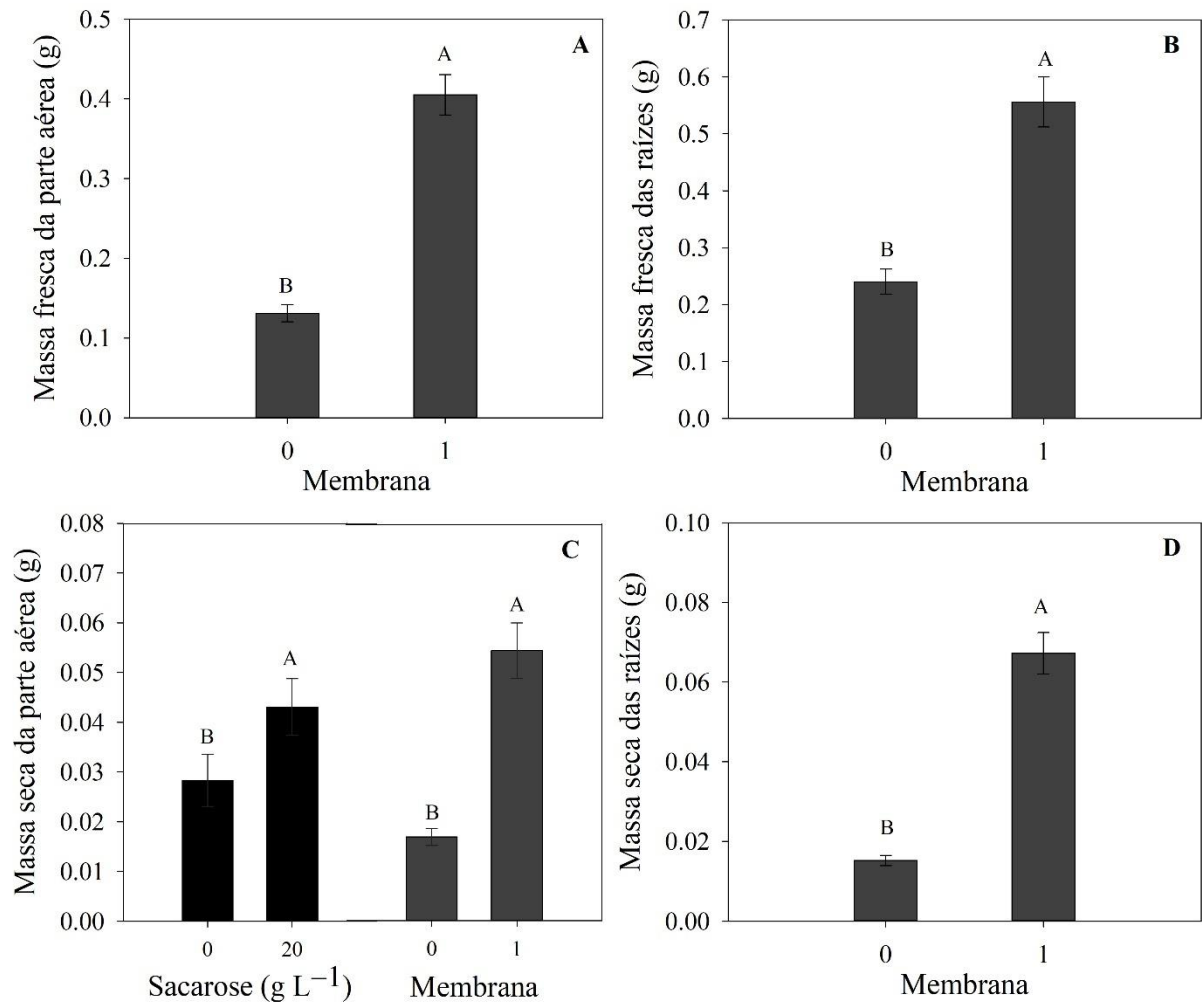 A
Massa fresca da parte aérea (g)
0.5
0.4
0.3
0.2
0.1
0.0
B
A
0 1
Membrana
B
Massa fresca das raízes (g)
0.7
0.6
0.5
0.4
0.3
0.2
0.1
0.0
B
A
0 1
Membrana
C
Massa seca da parte aérea (g)
0.08
0.07
0.06
0.05
0.04
0.03
0.02
0.01
0.00
B
A
B
A
0 20 0 1
Sacarose (g L⁻¹) Membrana
D
Massa seca das raízes (g)
0.10
0.08
0.06
0.04
0.02
0.00
B
A
0 1
Membrana